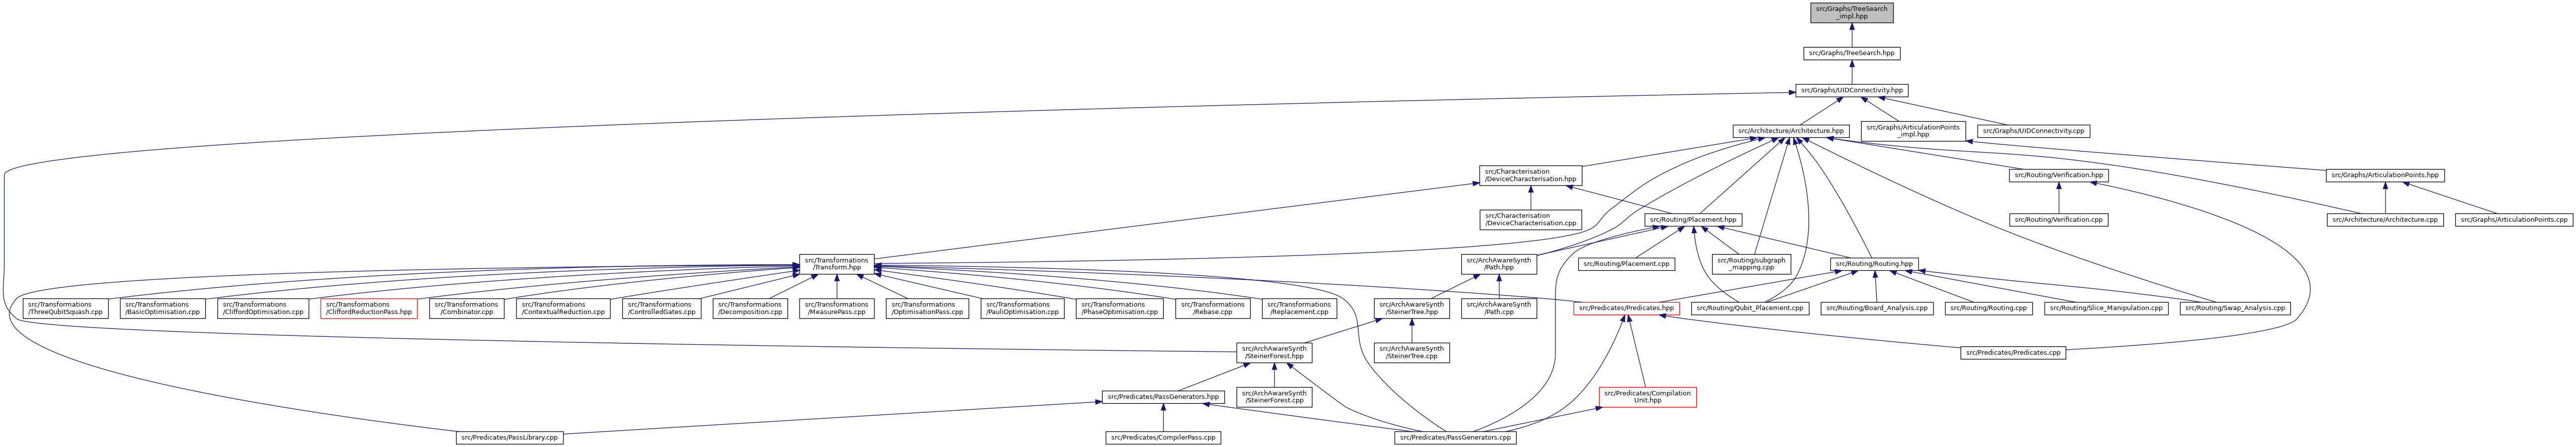 src/Graphs/TreeSearch
_impl.hpp
src/Graphs/TreeSearch.hpp
src/Graphs/UIDConnectivity.hpp
src/Architecture/Architecture.hpp
src/Graphs/ArticulationPoints
_impl.hpp
src/Graphs/UIDConnectivity.cpp
src/Characterisation
/DeviceCharacterisation.hpp
src/Routing/Verification.hpp
src/Graphs/ArticulationPoints.hpp
src/Characterisation
/DeviceCharacterisation.cpp
src/Routing/Placement.hpp
src/Routing/Verification.cpp
src/Architecture/Architecture.cpp
src/Graphs/ArticulationPoints.cpp
src/Transformations
/Transform.hpp
src/ArchAwareSynth
/Path.hpp
src/Routing/Placement.cpp
src/Routing/subgraph
_mapping.cpp
src/Routing/Routing.hpp
src/Transformations
/ThreeQubitSquash.cpp
src/Transformations
/BasicOptimisation.cpp
src/Transformations
/CliffordOptimisation.cpp
src/Transformations
/CliffordReductionPass.hpp
src/Transformations
/Combinator.cpp
src/Transformations
/ContextualReduction.cpp
src/Transformations
/ControlledGates.cpp
src/Transformations
/Decomposition.cpp
src/Transformations
/MeasurePass.cpp
src/Transformations
/OptimisationPass.cpp
src/Transformations
/PauliOptimisation.cpp
src/Transformations
/PhaseOptimisation.cpp
src/Transformations
/Rebase.cpp
src/Transformations
/Replacement.cpp
src/ArchAwareSynth
/SteinerTree.hpp
src/ArchAwareSynth
/Path.cpp
src/Predicates/Predicates.hpp
src/Routing/Qubit_Placement.cpp
src/Routing/Board_Analysis.cpp
src/Routing/Routing.cpp
src/Routing/Slice_Manipulation.cpp
src/Routing/Swap_Analysis.cpp
src/ArchAwareSynth
/SteinerForest.hpp
src/ArchAwareSynth
/SteinerTree.cpp
src/Predicates/Predicates.cpp
src/Predicates/PassGenerators.hpp
src/ArchAwareSynth
/SteinerForest.cpp
src/Predicates/Compilation
Unit.hpp
src/Predicates/PassLibrary.cpp
src/Predicates/CompilerPass.cpp
src/Predicates/PassGenerators.cpp